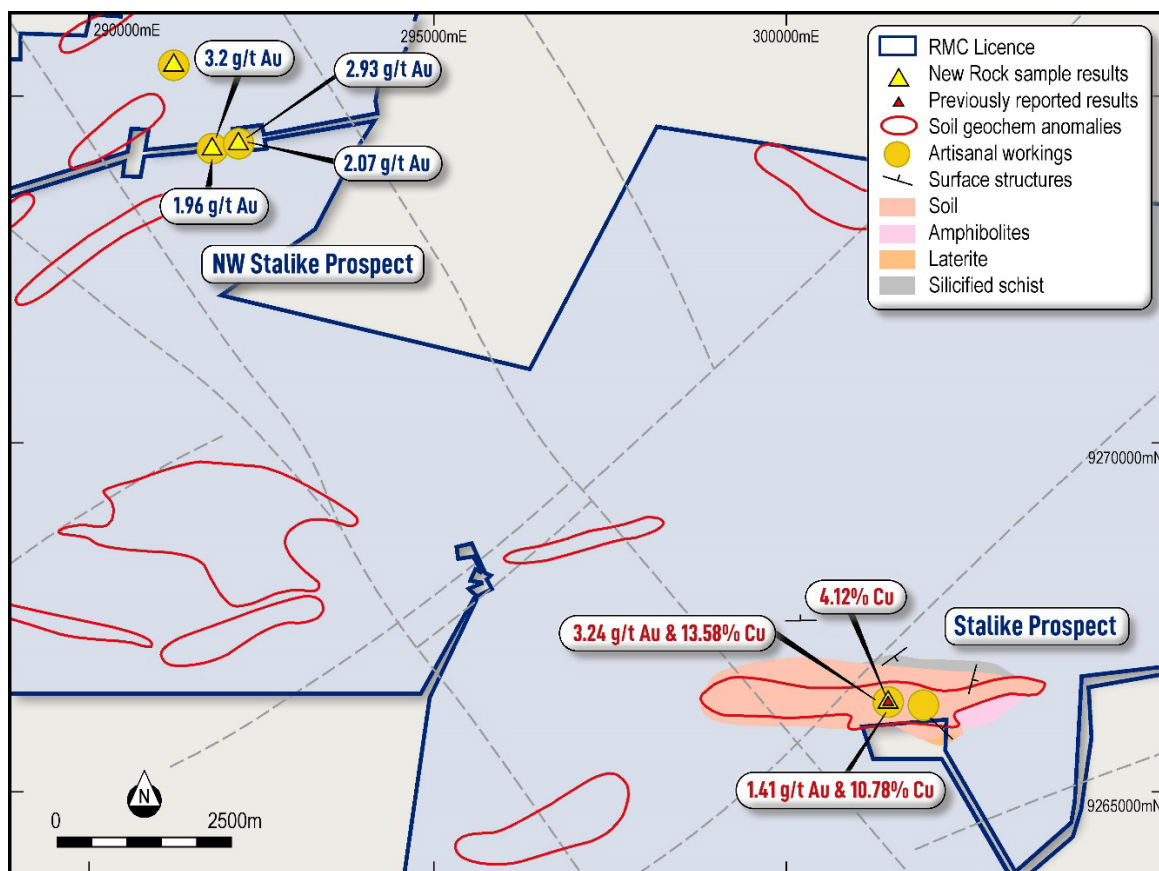 290000mE
295000mE
300000mE
3.2 g/t Au
2.93 g/t Au
2.07 g/t Au
1.96 g/t Au
NW Stalike Prospect
RMC Licence
New Rock sample results
Previously reported results
Soil geochem anomalies
Artisanal workings
Surface structures
Soil
Amphibolites
Laterite
Silicified schist
9270000mN
4.12% Cu
3.24 g/t Au & 13.58% Cu
Stalike Prospect
1.41 g/t Au & 10.78% Cu
9265000mN
N
0
2500m